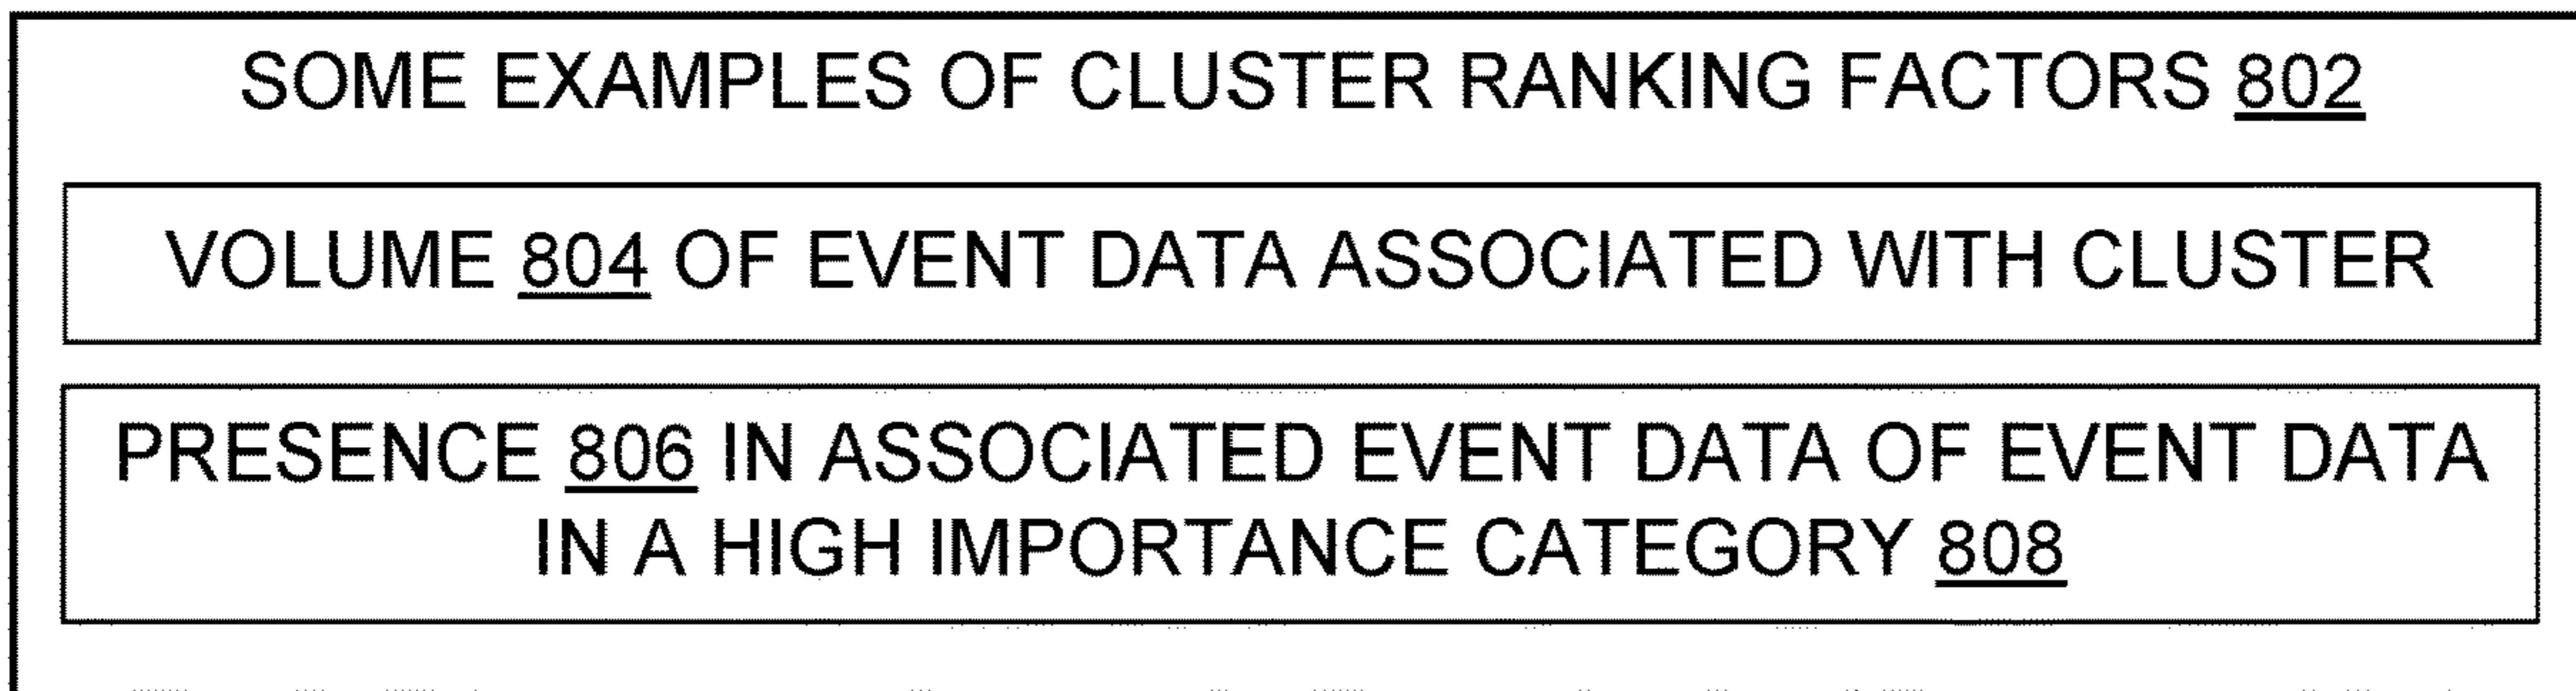 SOME EXAMPLES OF CLUSTER RANKING FACTORS 802
VOLUME 804 OF EVENT DATA ASSOCIATED WITH CLUSTER
PRESENCE 806 IN ASSOCIATED EVENT DATA OF EVENT DATA
IN A HIGH IMPORTANCE CATEGORY 808